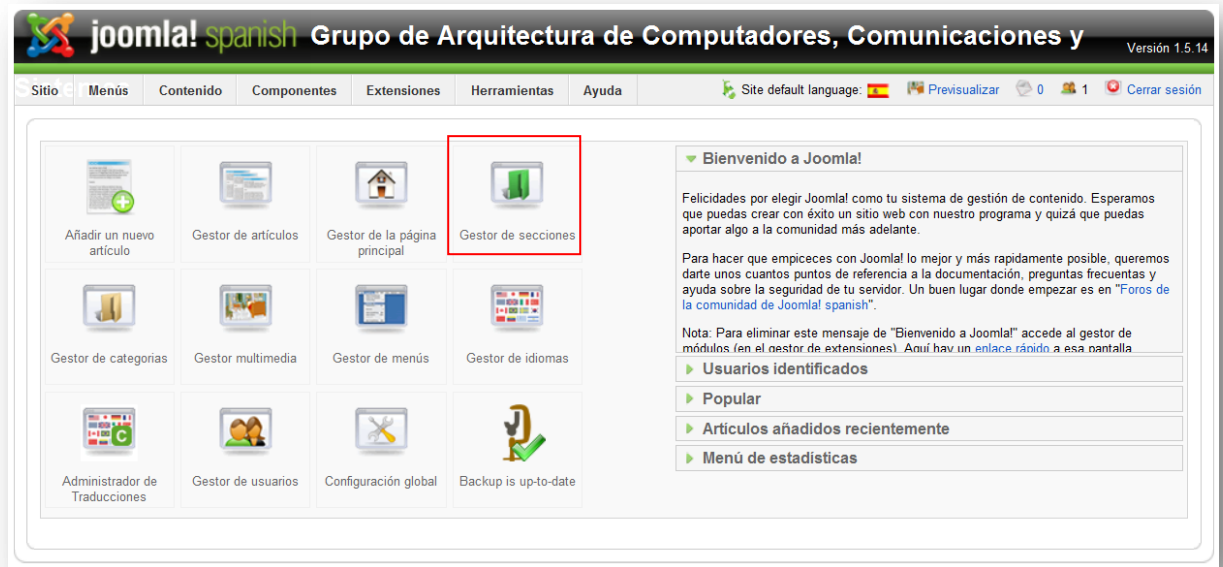 joomla! spanish Grupo de Arquitectura de Computadores, Comunicaciones y
Sistemas
Versión 1.5.14
Sitio Menús Contenido Componentes Extensiones Herramientas Ayuda Site default language: Previsualizar 0 1 Cerrar sesión
Añadir un nuevo
artículo
Gestor de artículos
Gestor de la página
principal
Gestor de secciones
Gestor de categorias
Gestor multimedia
Gestor de menús
Gestor de idiomas
Administrador de
Traducciones
Gestor de usuarios
Configuración global
Backup is up-to-date
Bienvenido a Joomla!
Felicidades por elegir Joomla! como tu sistema de gestión de contenido. Esperamos
que puedas crear con éxito un sitio web con nuestro programa y quizá que puedas
aportar algo a la comunidad más adelante.
Para hacer que empiceces con Joomla! lo mejor y más rapidamente posible, queremos
darte unos cuantos puntos de referencia a la documentación, preguntas frecuentas y
ayuda sobre la seguridad de tu servidor. Un buen lugar donde empezar es en "Foros de
la comunidad de Joomla! spanish".
Nota: Para eliminar este mensaje de "Bienvenido a Joomla!" accede al gestor de
módulos (en el gestor de extensiones). Aquí hay un enlace rápido a esa pantalla
Usuarios identificados
Popular
Artículos añadidos recientemente
Menú de estadísticas